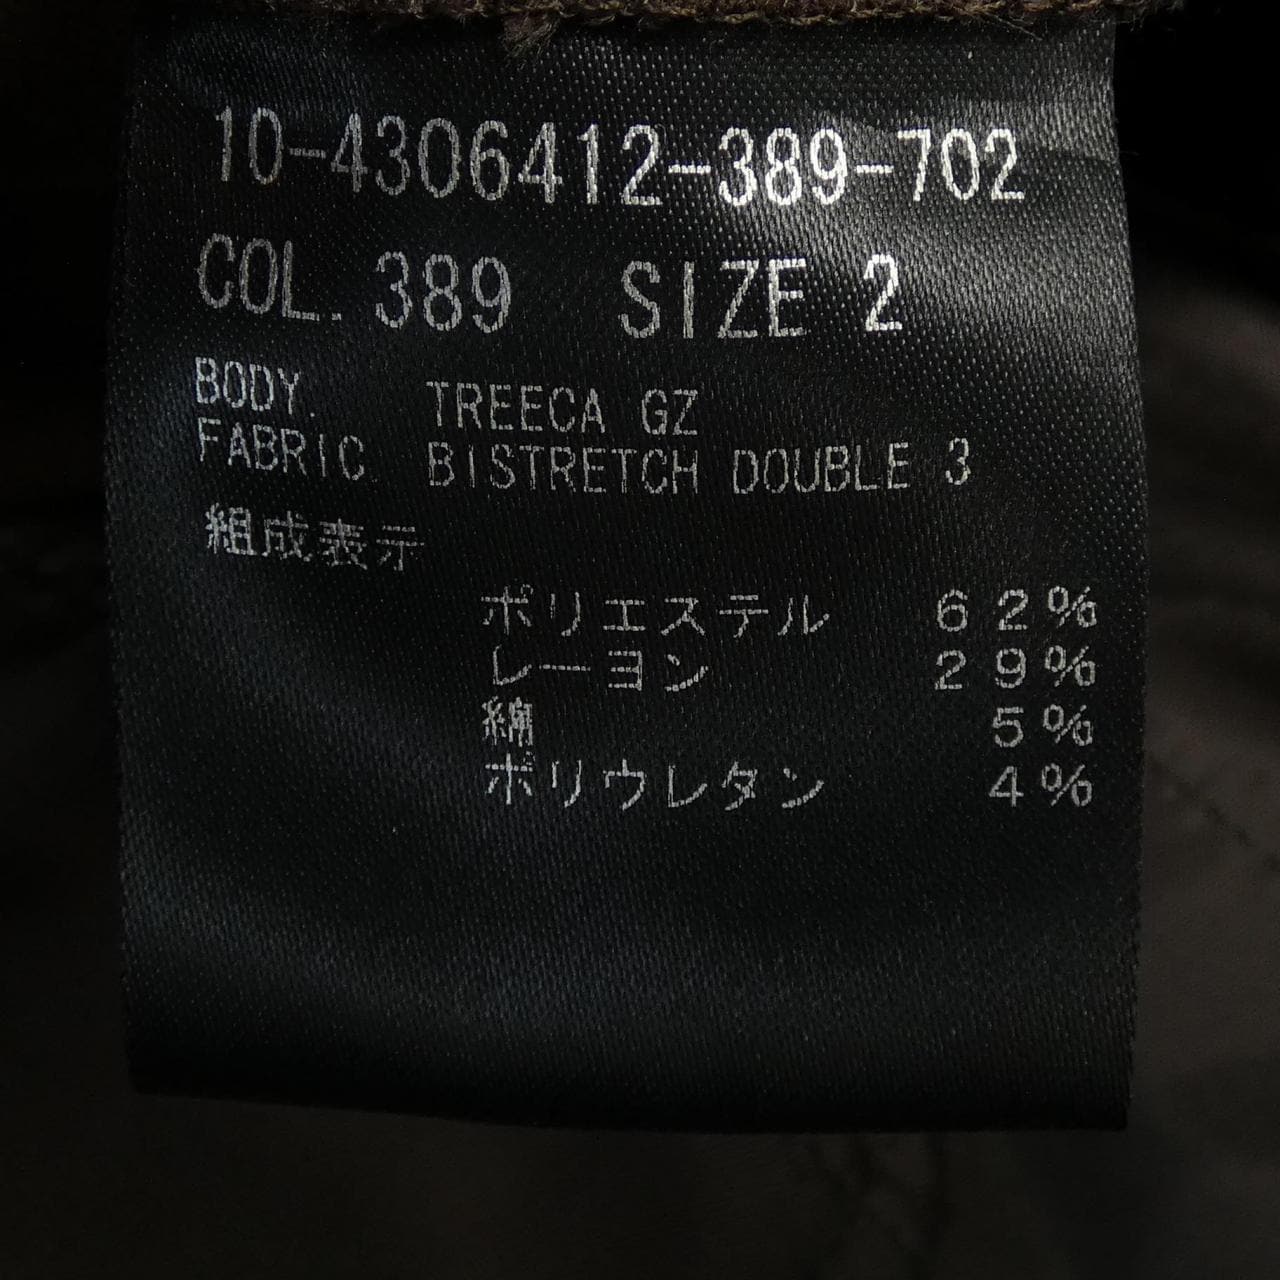 10-4306412-389-702
COL. 389 SIZE 2
BODY. TREECA GZ
FABRIC BISTRETCH DOUBLE 3
組成表示
ポリエステル 62%
レーヨン 29%
綿 5%
ポリウレタン 4%